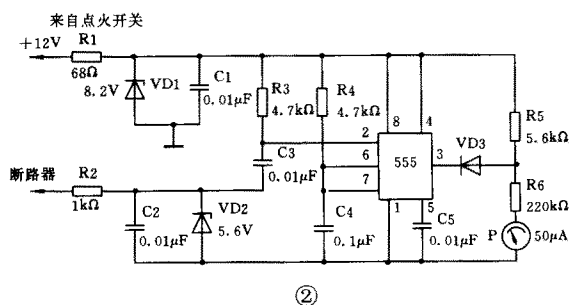 来自点火开关
+12V
R1
68Ω
VD1
8.2V
C1
0.01μF
R3
4.7kΩ
R4
4.7kΩ
R5
5.6kΩ
R6
220kΩ
VD3
555
8
4
2
6
7
3
1
5
断路器
R2
1kΩ
C2
0.01μF
VD2
5.6V
C3
0.01μF
C4
0.1μF
C5
0.01μF
P
50μA
②